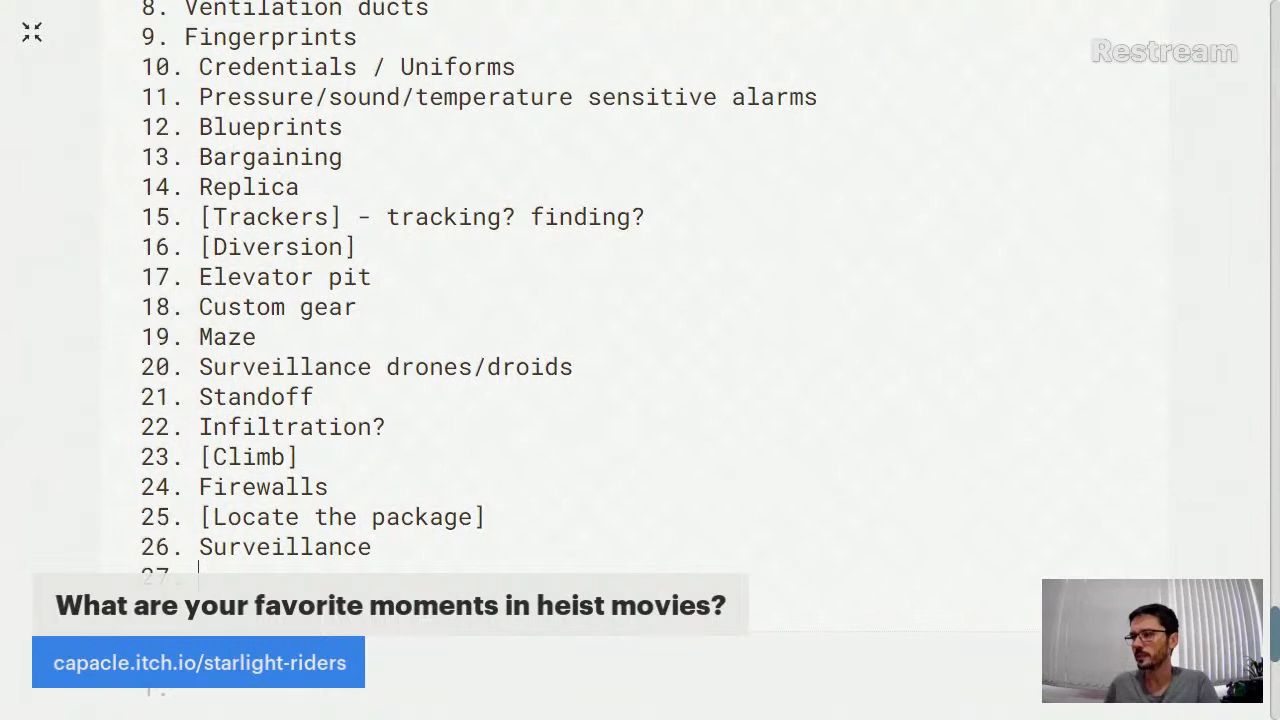 8. Ventilation ducts
9. Fingerprints
10. Credentials / Uniforms
11. Pressure/sound/temperature sensitive alarms
12. Blueprints
13. Bargaining
14. Replica
15. [Trackers] - tracking? finding?
16. [Diversion]
17. Elevator pit
18. Custom gear
19. Maze
20. Surveillance drones/droids
21. Standoff
22. Infiltration?
23. [Climb]
24. Firewalls
25. [Locate the package]
26. Surveillance
27.
Restream
What are your favorite moments in heist movies?
capacle.itch.io/starlight-riders
1.